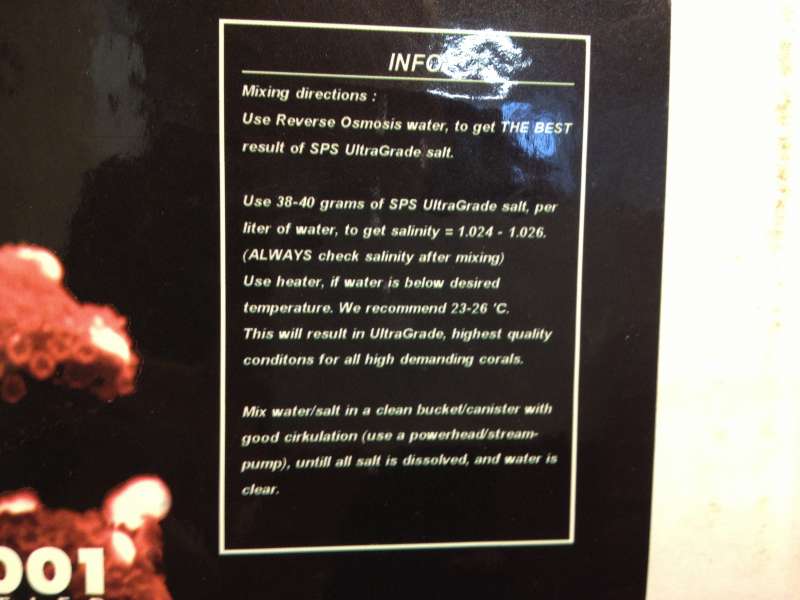 Mixing directions :
Use Reverse Osmosis water, to get THE BEST
result of SPS UltraGrade salt.
Use 38-40 grams of SPS UltraGrade salt, per
liter of water, to get salinity = 1.024 - 1.026.
(ALWAYS check salinity after mixing)
Use heater, if water is below desired
temperature. We recommend 23-26 'C.
This will result in UltraGrade, highest quality
conditons for all high demanding corals.
Mix water/salt in a clean bucket/canister with
good cirkulation (use a powerhead/stream-
pump), untill all salt is dissolved, and water is
clear.
001